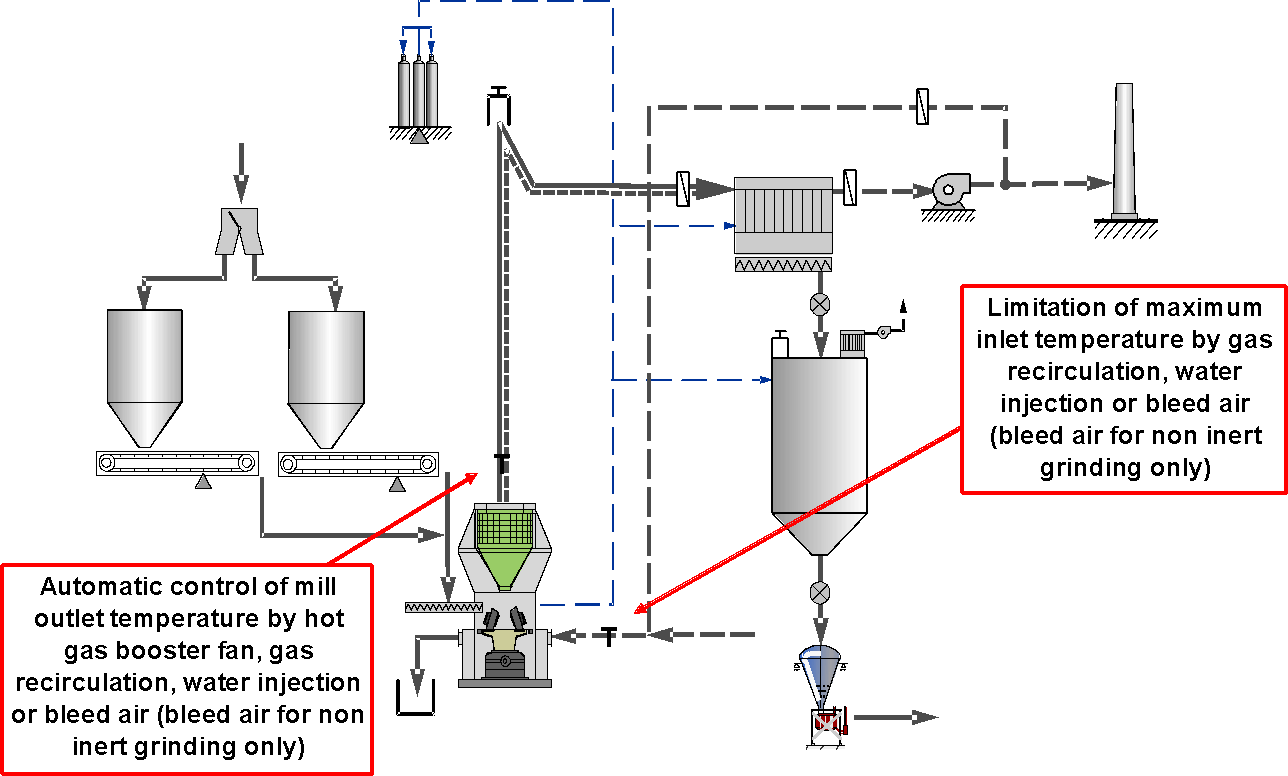 Limitation of maximum
inlet temperature by gas
recirculation, water
injection or bleed air
(bleed air for non inert
grinding only)
T
Automatic control of mill
outlet temperature by hot
gas booster fan, gas
recirculation, water injection
or bleed air (bleed air for non
inert grinding only)
T